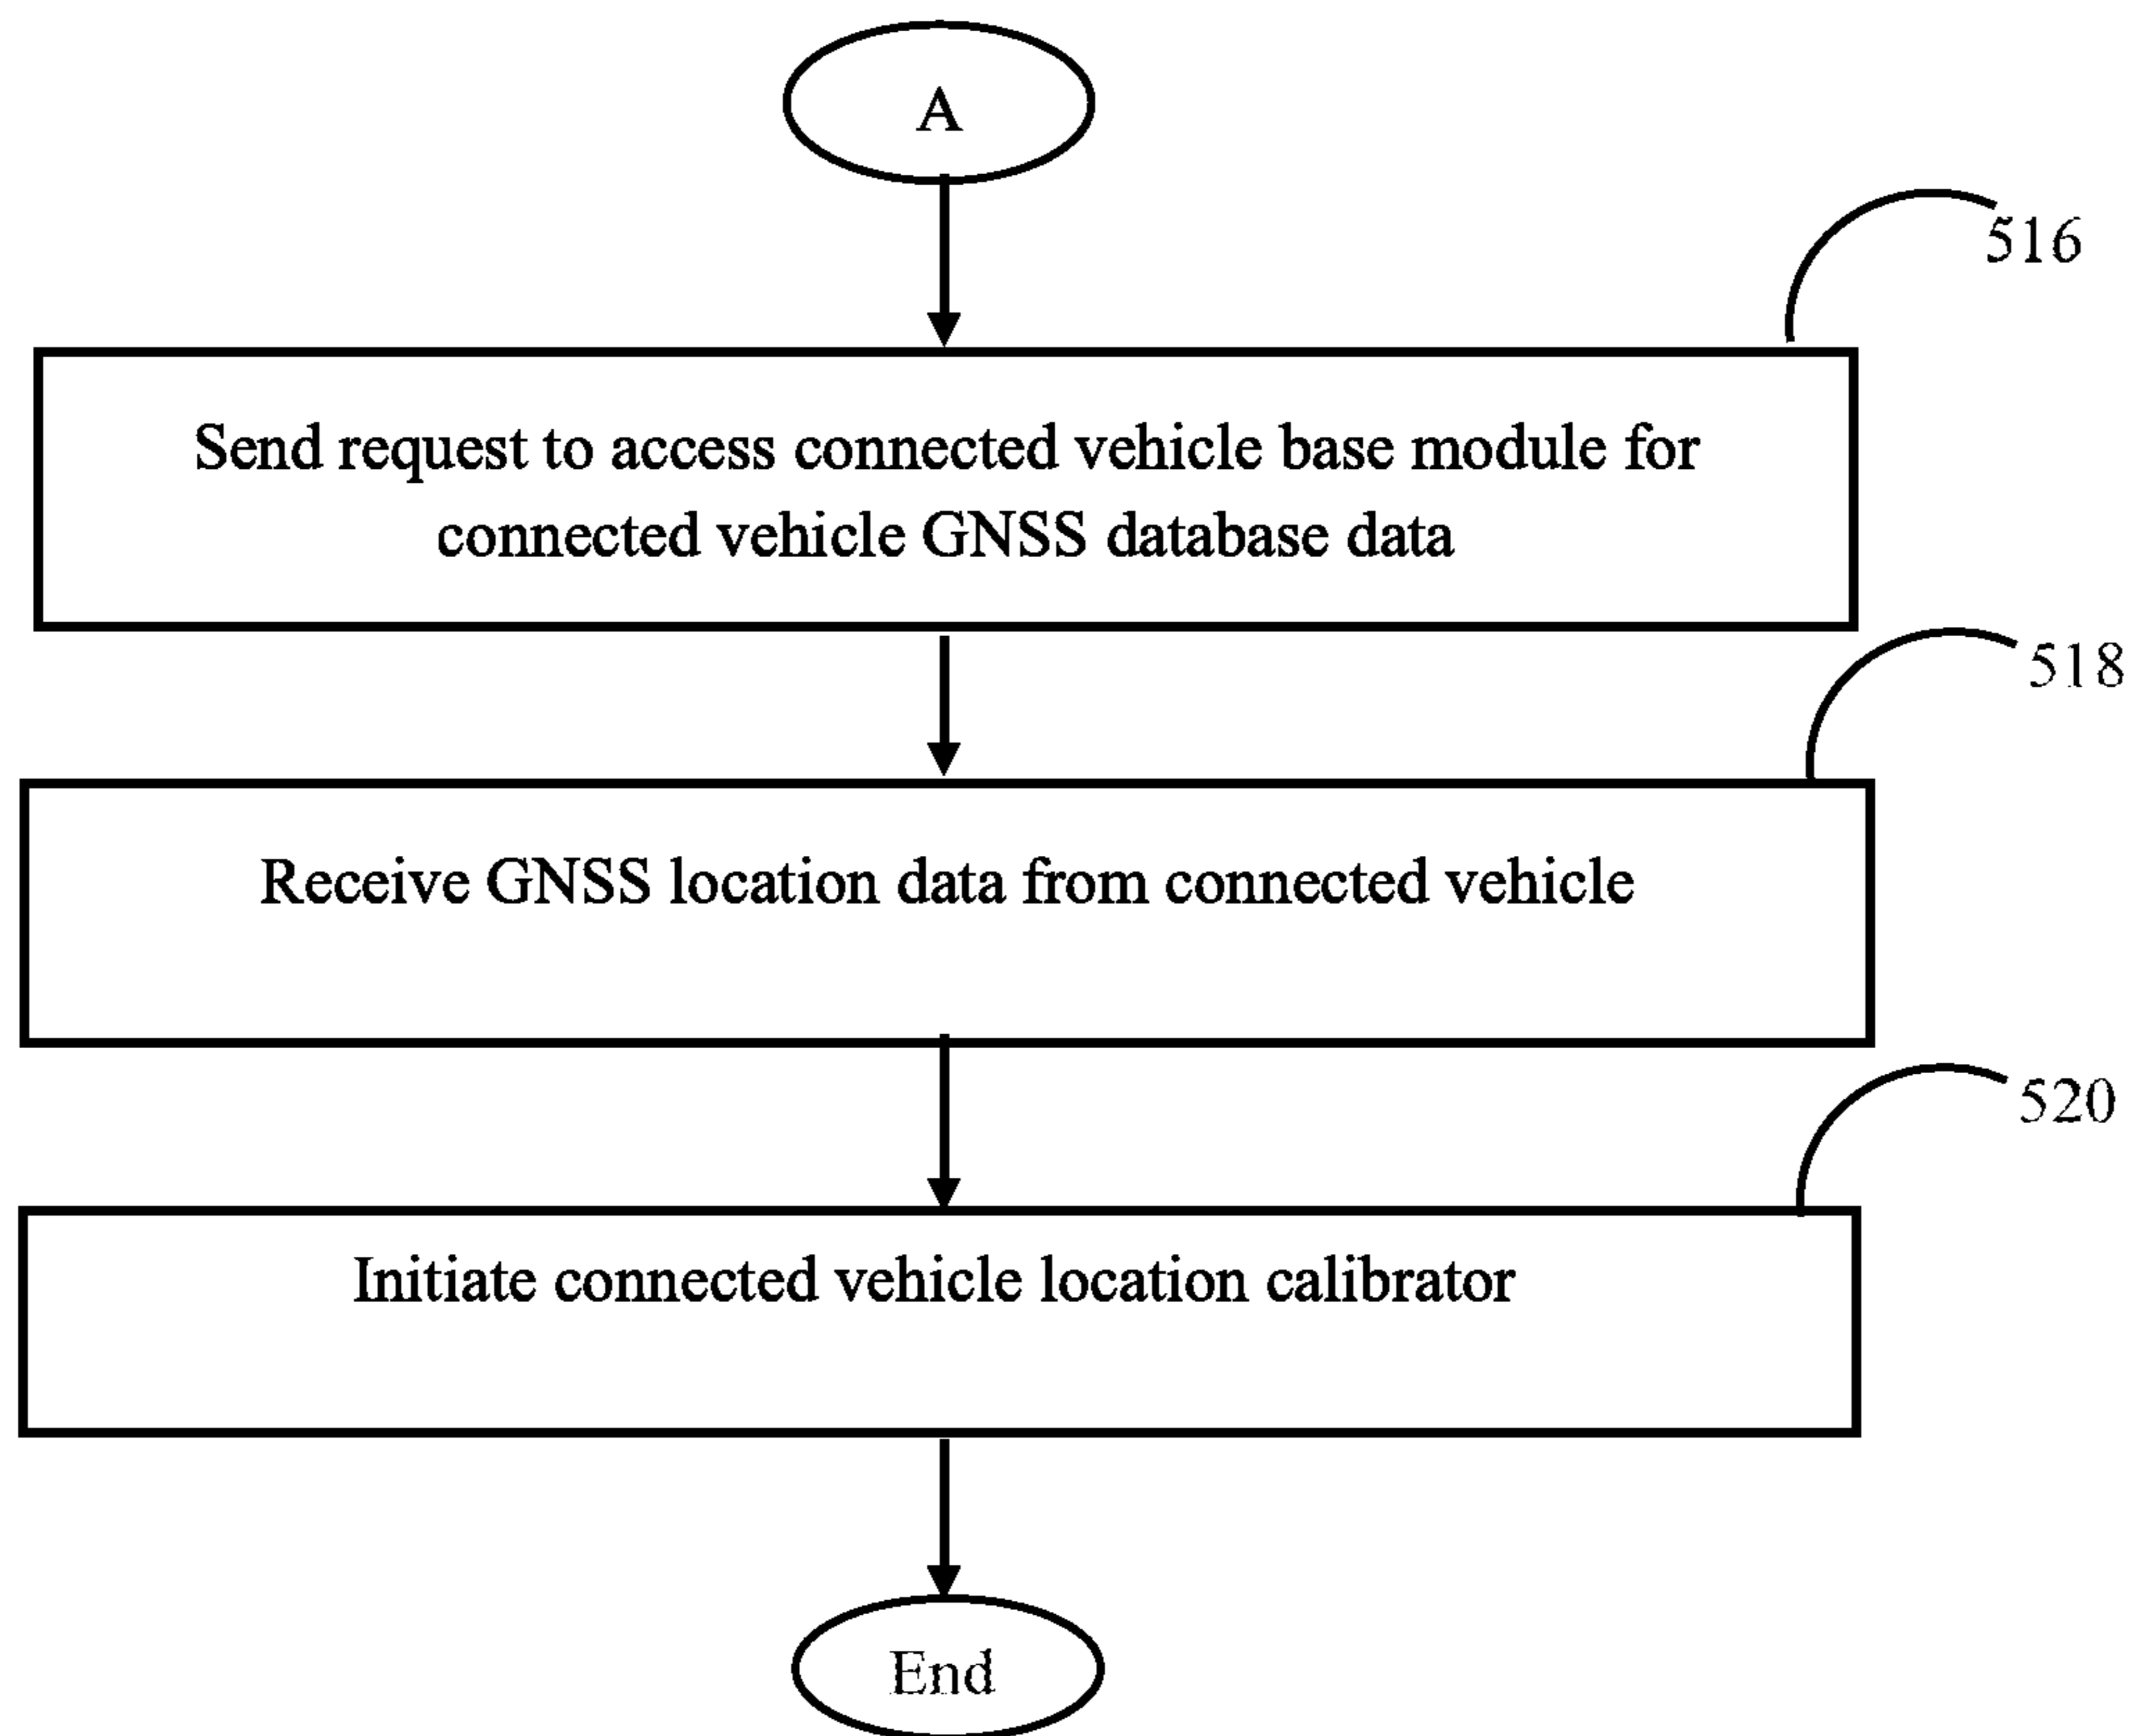 A
516
Send request to access connected vehicle base module for
connected vehicle GNSS database data
518
Receive GNSS location data from connected vehicle
520
Initiate connected vehicle location calibrator
End